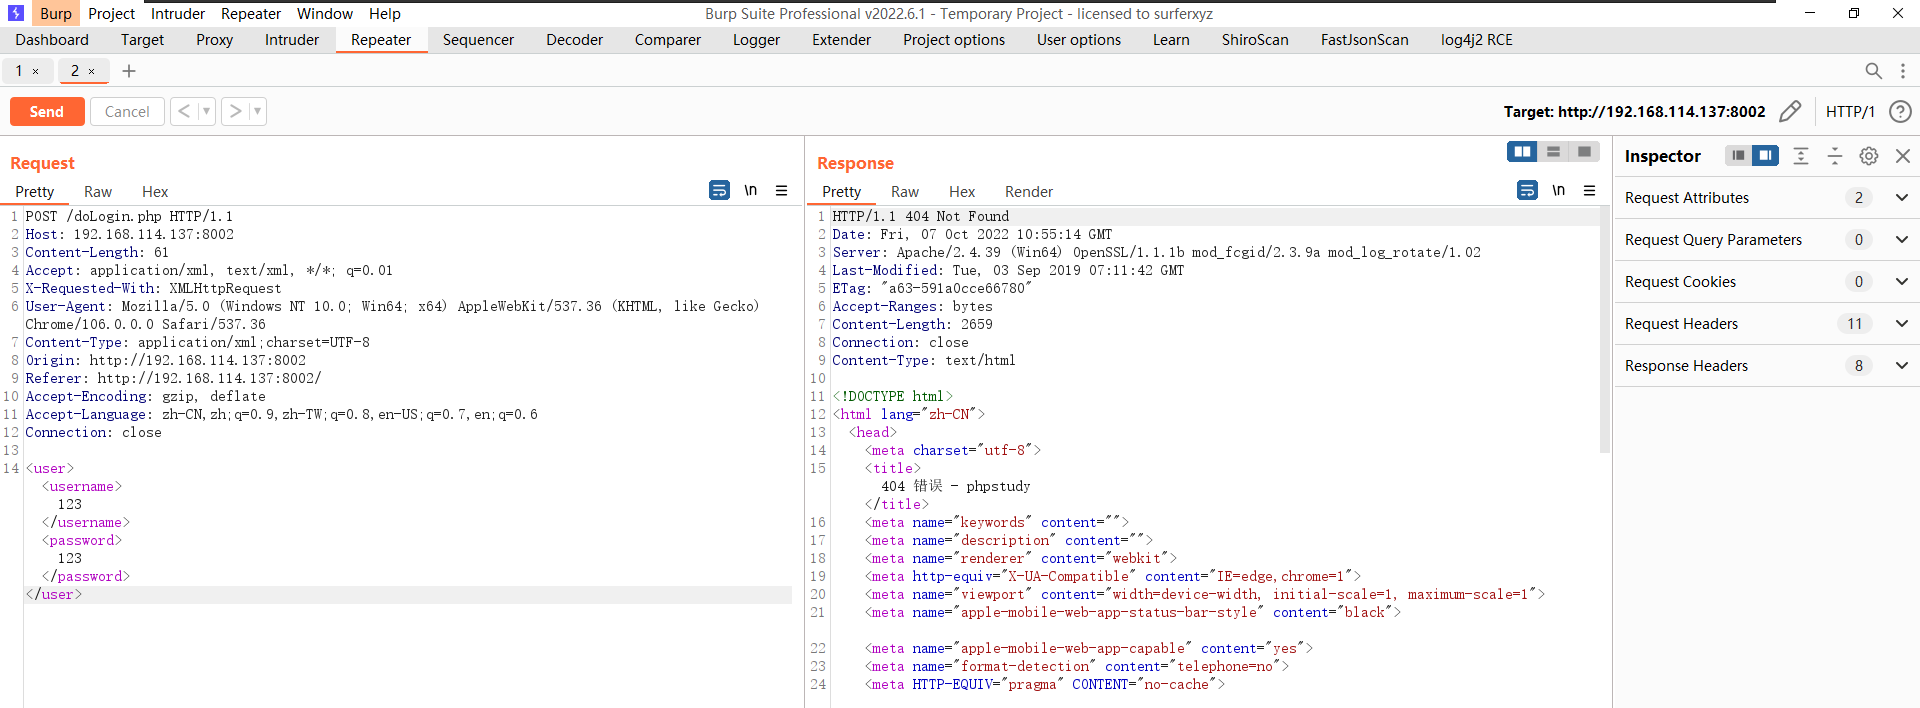 Burp Project Intruder Repeater Window Help Burp Suite Professional v2022.6.1 - Temporary Project - licensed to surferxyz
Dashboard Target Proxy Intruder Repeater Sequencer Decoder Comparer Logger Extender Project options User options Learn ShiroScan FastJsonScan log4j2 RCE
1 × 2 × +
Send Cancel < > Target: http://192.168.114.137:8002 HTTP/1 ?
Request
Pretty Raw Hex \n
1 POST /doLogin.php HTTP/1.1
2 Host: 192.168.114.137:8002
3 Content-Length: 61
4 Accept: application/xml, text/xml, */*; q=0.01
5 X-Requested-With: XMLHttpRequest
6 User-Agent: Mozilla/5.0 (Windows NT 10.0; Win64; x64) AppleWebKit/537.36 (KHTML, like Gecko)
Chrome/106.0.0.0 Safari/537.36
7 Content-Type: application/xml;charset=UTF-8
8 Origin: http://192.168.114.137:8002
9 Referer: http://192.168.114.137:8002/
10 Accept-Encoding: gzip, deflate
11 Accept-Language: zh-CN,zh;q=0.9,zh-TW;q=0.8,en-US;q=0.7,en;q=0.6
12 Connection: close
13
14 <user>
<username>
123
</username>
<password>
123
</password>
</user>
Response
Pretty Raw Hex Render \n
1 HTTP/1.1 404 Not Found
2 Date: Fri, 07 Oct 2022 10:55:14 GMT
3 Server: Apache/2.4.39 (Win64) OpenSSL/1.1.1b mod_fcgid/2.3.9a mod_log_rotate/1.02
4 Last-Modified: Tue, 03 Sep 2019 07:11:42 GMT
5 ETag: "a63-591a0cce66780"
6 Accept-Ranges: bytes
7 Content-Length: 2659
8 Connection: close
9 Content-Type: text/html
10
11 <!DOCTYPE html>
12 <html lang="zh-CN">
13 <head>
14 <meta charset="utf-8">
15 <title>
404 错误 - phpstudy
</title>
16 <meta name="keywords" content="">
17 <meta name="description" content="">
18 <meta name="renderer" content="webkit">
19 <meta http-equiv="X-UA-Compatible" content="IE=edge,chrome=1">
20 <meta name="viewport" content="width=device-width, initial-scale=1, maximum-scale=1">
21 <meta name="apple-mobile-web-app-status-bar-style" content="black">
22 <meta name="apple-mobile-web-app-capable" content="yes">
23 <meta name="format-detection" content="telephone=no">
24 <meta HTTP-EQUIV="pragma" CONTENT="no-cache">
Inspector
Request Attributes 2
Request Query Parameters 0
Request Cookies 0
Request Headers 11
Response Headers 8